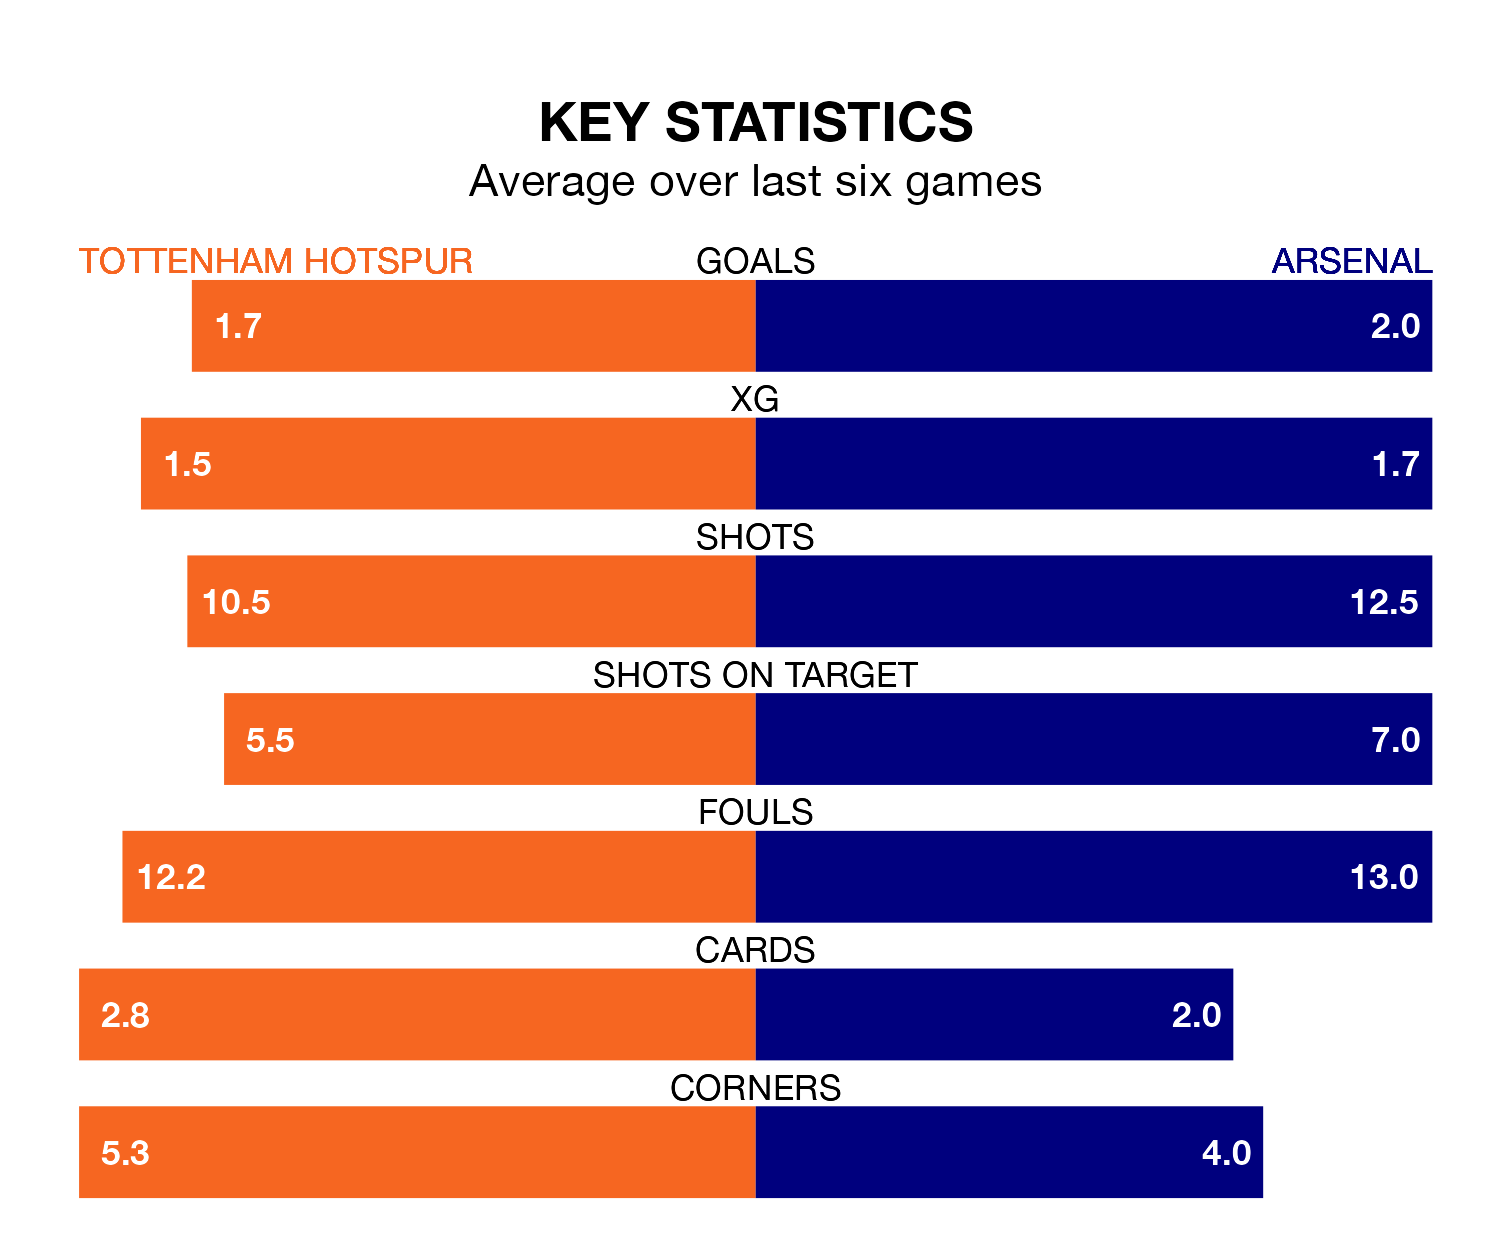 KEY STATISTICS
Average over last six games
TOTTENHAM HOTSPUR GOALS ARSENAL
1.7 2.0
XG
1.5 1.7
SHOTS
10.5 12.5
SHOTS ON TARGET
5.5 7.0
FOULS
12.2 13.0
CARDS
2.8 2.0
CORNERS
5.3 4.0